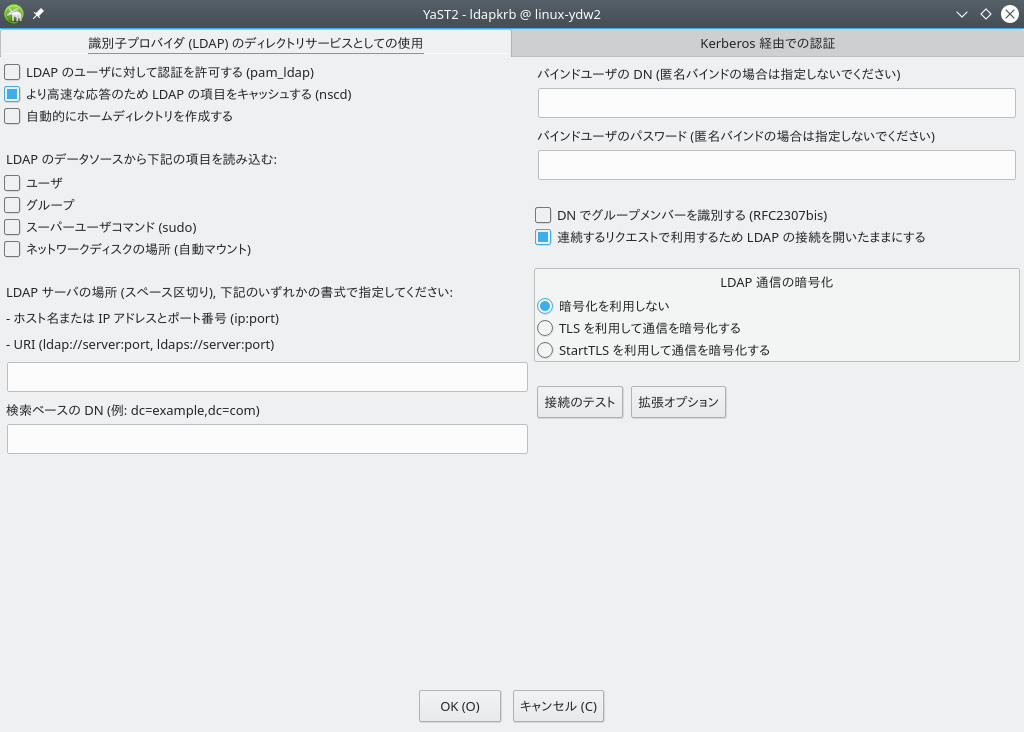 YaST2 - ldapkrb @ linux-ydw2
識別子プロバイダ (LDAP) のディレクトリサービスとしての使用
Kerberos 経由での認証
LDAP のユーザに対して認証を許可する (pam_ldap)
より高速な応答のため LDAP の項目をキャッシュする (nscd)
自動的にホームディレクトリを作成する
LDAP のデータソースから下記の項目を読み込む:
ユーザ
グループ
スーパーユーザコマンド (sudo)
ネットワークディスクの場所 (自動マウント)
LDAP サーバの場所 (スペース区切り), 下記のいずれかの書式で指定してください:
- ホスト名または IP アドレスとポート番号 (ip:port)
- URI (ldap://server:port, ldaps://server:port)
検索ベースの DN (例: dc=example,dc=com)
バインドユーザの DN (匿名バインドの場合は指定しないでください)
バインドユーザのパスワード (匿名バインドの場合は指定しないでください)
DN でグループメンバーを識別する (RFC2307bis)
連続するリクエストで利用するため LDAP の接続を開いたままにする
LDAP 通信の暗号化
暗号化を利用しない
TLS を利用して通信を暗号化する
StartTLS を利用して通信を暗号化する
接続のテスト
拡張オプション
OK (O)
キャンセル (C)